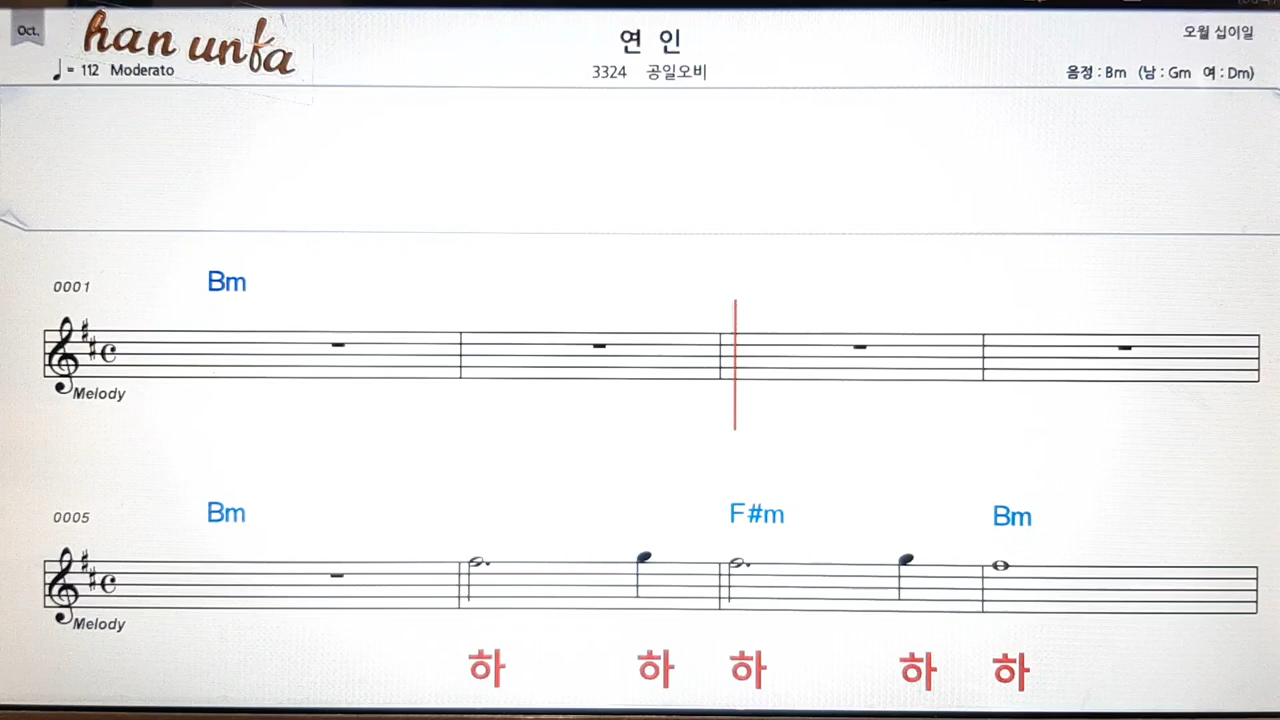 Oct.
han unfa
연 인
오월 십이일
♩ = 112 Moderato
3324 공일오비
음정 : Bm (남 : Gm 여 : Dm)
0001 Bm
Melody
0005 Bm F#m Bm
Melody
하 하 하 하 하